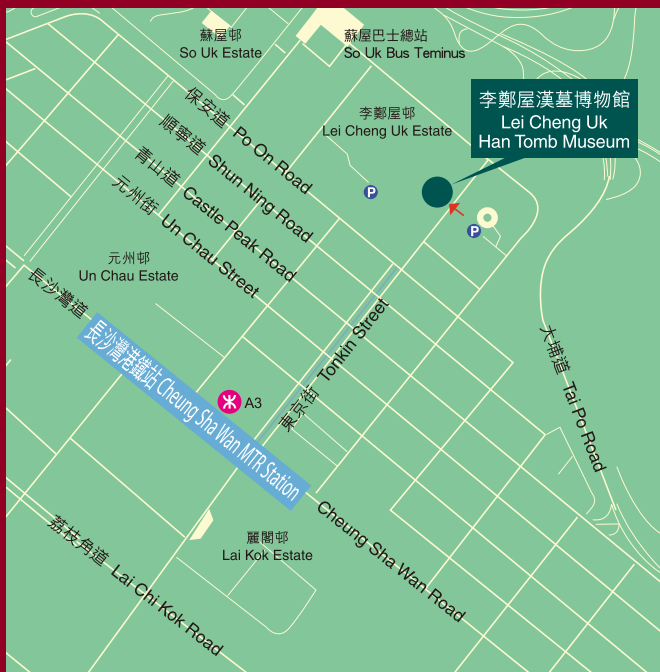 蘇屋邨
So Uk Estate
蘇屋巴士總站
So Uk Bus Teminus
李鄭屋漢墓博物館
Lei Cheng Uk
Han Tomb Museum
李鄭屋邨
Lei Cheng Uk Estate
保安道 Po On Road
順寧道 Shun Ning Road
青山道 Castle Peak Road
元州街 Un Chau Street
P
P
元州邨
Un Chau Estate
長沙灣道
長沙灣港鐵站 Cheung Sha Wan MTR Station
A3
東京街 Tonkin Street
大埔道 Tai Po Road
麗閣邨
Lai Kok Estate
Cheung Sha Wan Road
荔枝角道 Lai Chi Kok Road